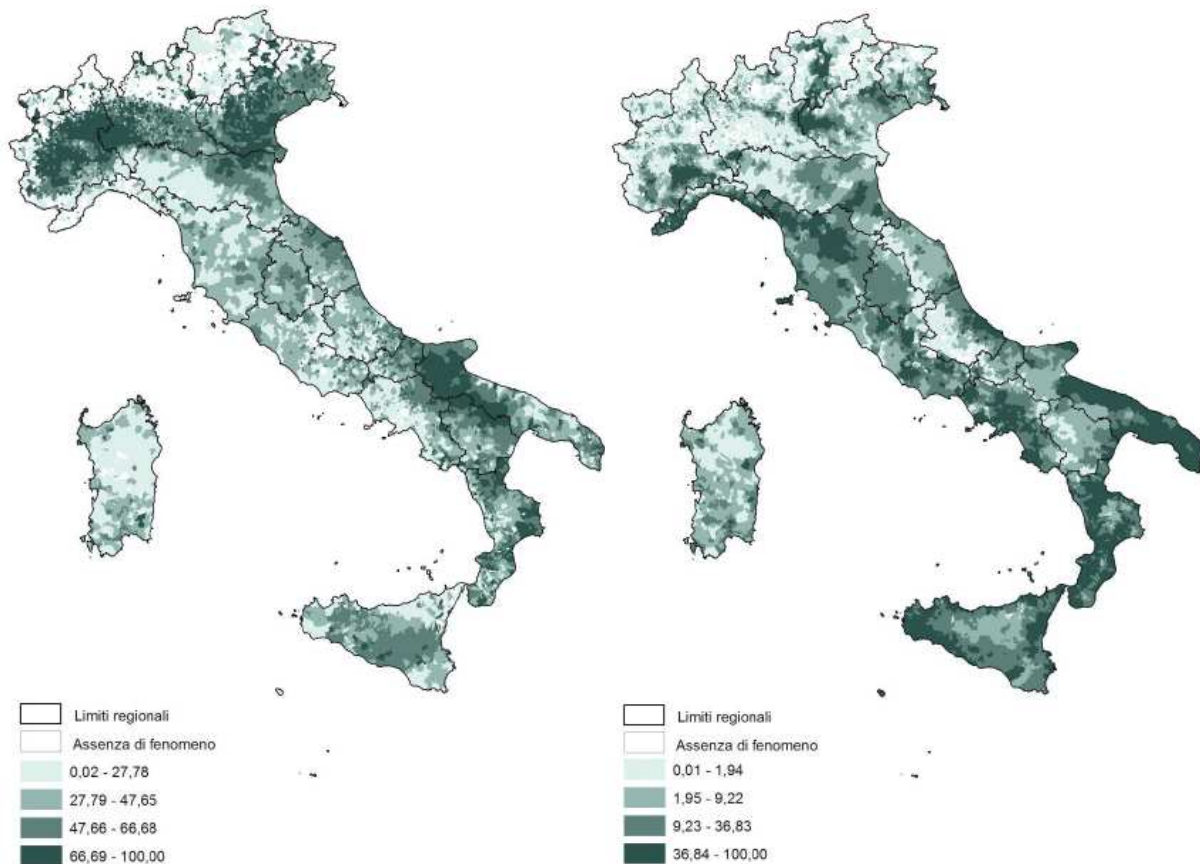 Limiti regionali
Assenza di fenomeno
0,02 - 27,78
27,79 - 47,65
47,66 - 66,68
66,69 - 100,00
Limiti regionali
Assenza di fenomeno
0,01 - 1,94
1,95 - 9,22
9,23 - 36,83
36,84 - 100,00